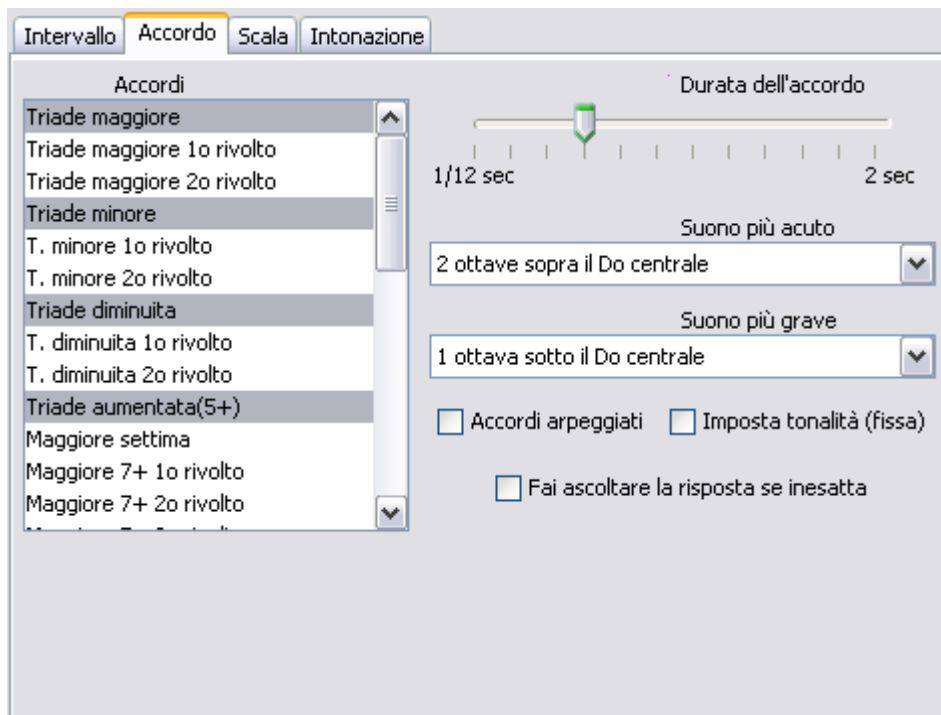 Intervallo Accordo Scala Intonazione
Accordi
Triade maggiore
Triade maggiore 1o rivolto
Triade maggiore 2o rivolto
Triade minore
T. minore 1o rivolto
T. minore 2o rivolto
Triade diminuita
T. diminuita 1o rivolto
T. diminuita 2o rivolto
Triade aumentata(5+)
Maggiore settima
Maggiore 7+ 1o rivolto
Maggiore 7+ 2o rivolto
Durata dell'accordo
1/12 sec 2 sec
Suono più acuto
2 ottave sopra il Do centrale
Suono più grave
1 ottava sotto il Do centrale
Accordi arpeggiati Imposta tonalità (fissa)
Fai ascoltare la risposta se inesatta